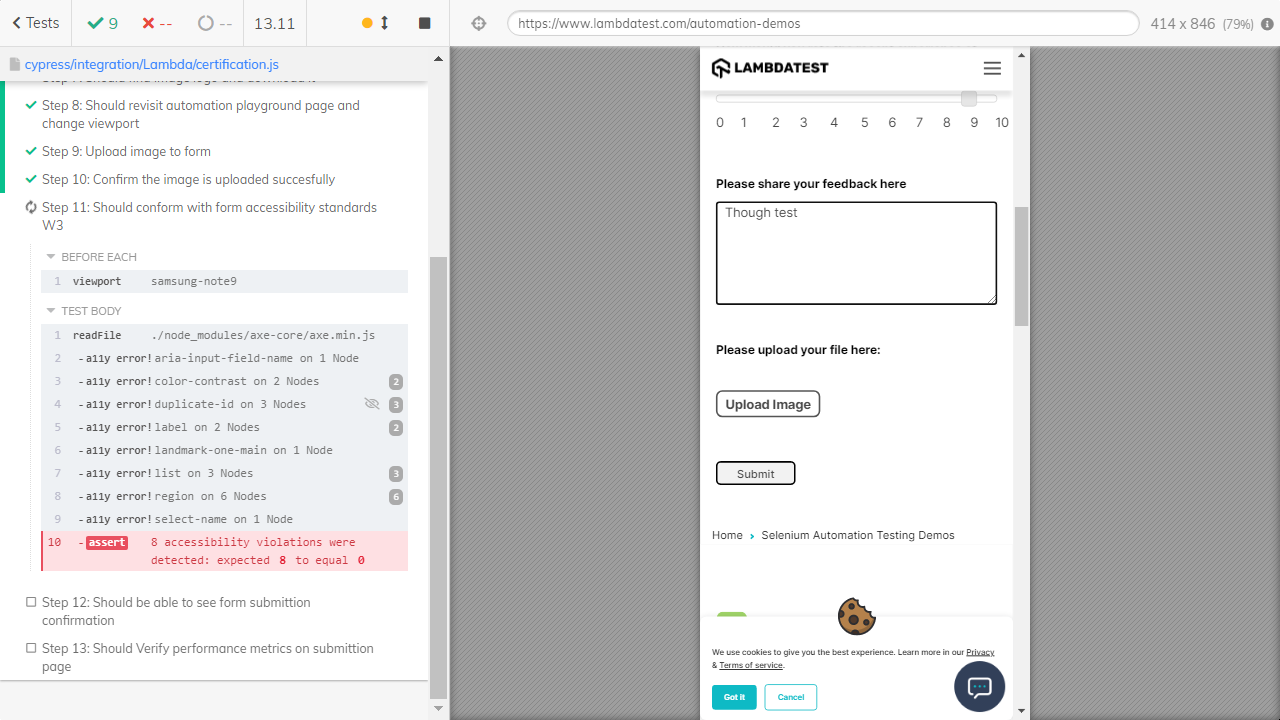 Tests
9
--
--
13.11
https://www.lambdatest.com/automation-demos
414 x 846 (79%)
cypress/integration/Lambda/certification.js
Step 8: Should revisit automation playground page and
change viewport
Step 9: Upload image to form
Step 10: Confirm the image is uploaded succesfully
Step 11: Should conform with form accessibility standards
W3
BEFORE EACH
1 viewport samsung-note9
TEST BODY
1 readFile ./node_modules/axe-core/axe.min.js
2 -a11y error! aria-input-field-name on 1 Node
3 -a11y error! color-contrast on 2 Nodes 2
4 -a11y error! duplicate-id on 3 Nodes 3
5 -a11y error! label on 2 Nodes 2
6 -a11y error! landmark-one-main on 1 Node
7 -a11y error! list on 3 Nodes 3
8 -a11y error! region on 6 Nodes 6
9 -a11y error! select-name on 1 Node
10 -assert 8 accessibility violations were
detected: expected 8 to equal 0
Step 12: Should be able to see form submittion
confirmation
Step 13: Should Verify performance metrics on submittion
page
LAMBDATEST
0 1 2 3 4 5 6 7 8 9 10
Please share your feedback here
Though test
Please upload your file here:
Upload Image
Submit
Home › Selenium Automation Testing Demos
We use cookies to give you the best experience. Learn more in our Privacy
& Terms of service.
Got It Cancel